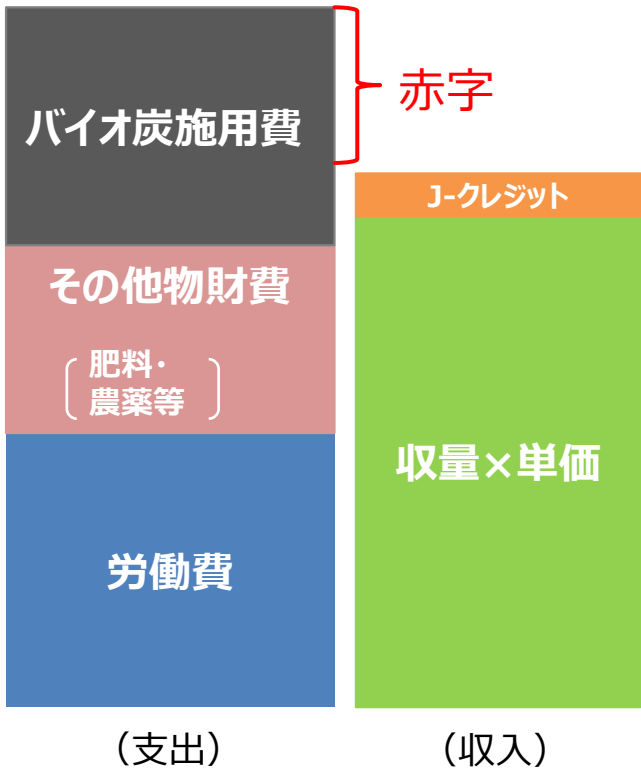 バイオ炭施用費
赤字
J-クレジット
その他物財費
肥料・
農薬等
収量×単価
労働費
（支出）
（収入）